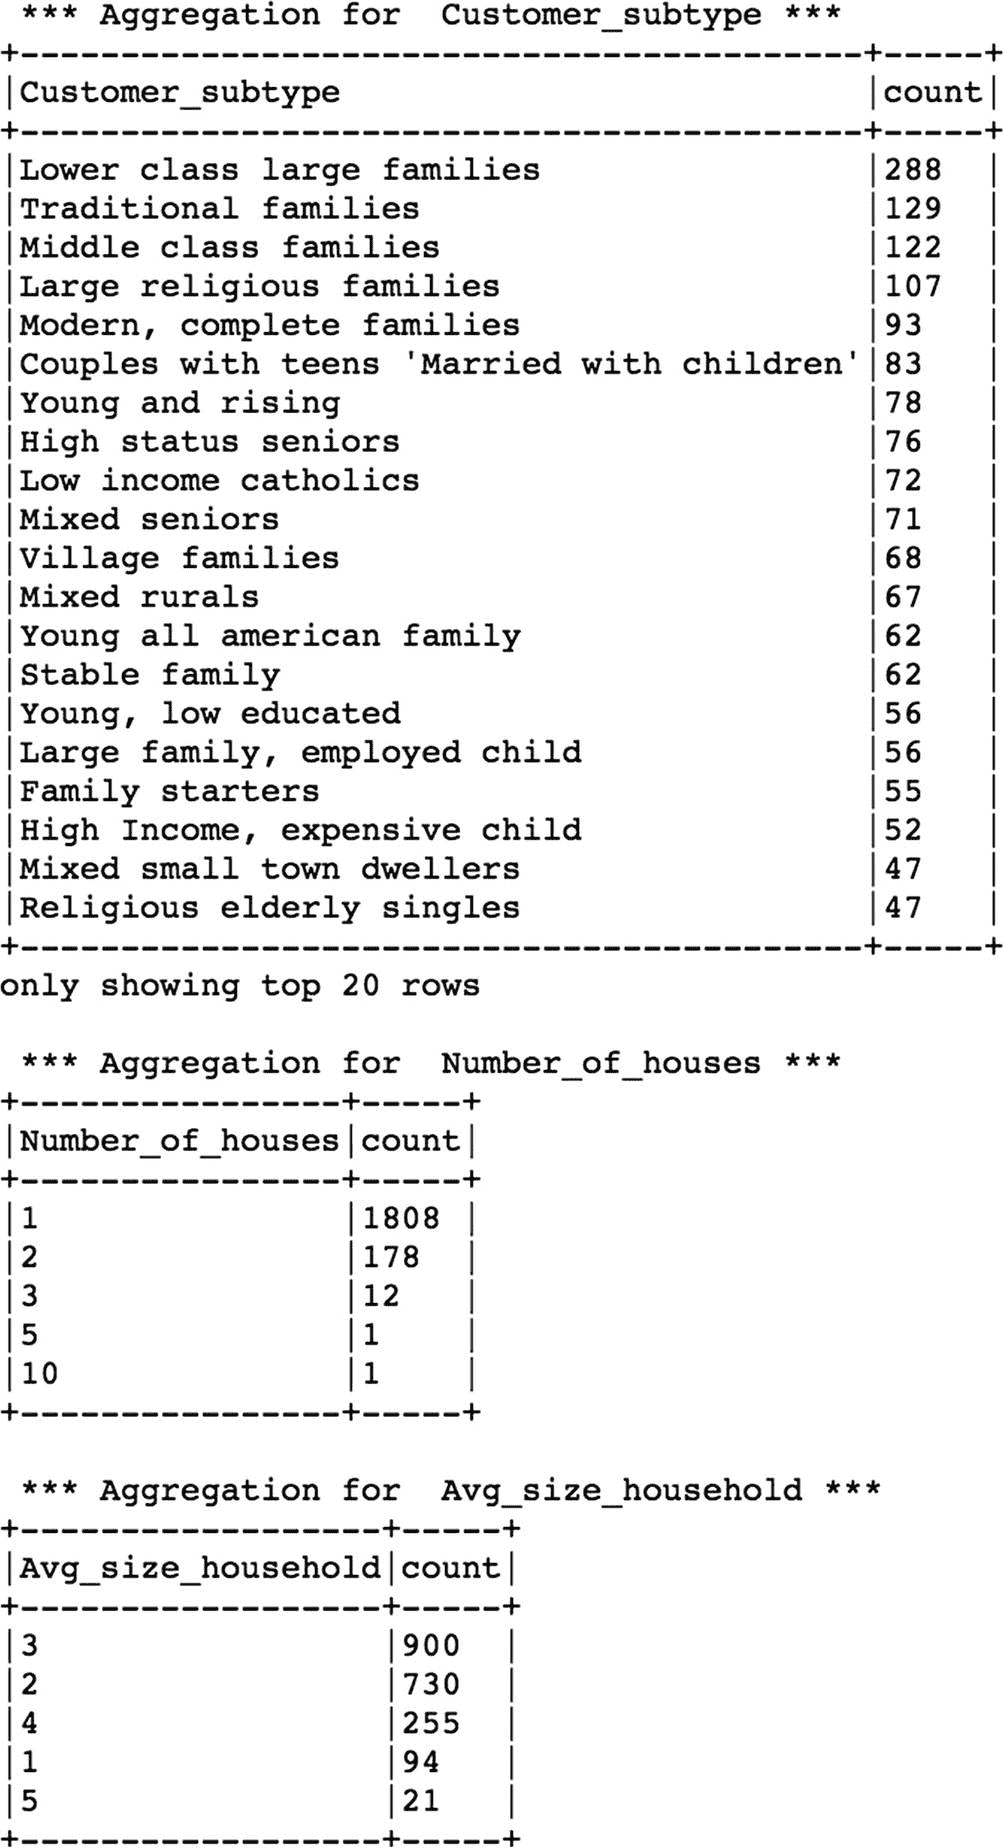 *** Aggregation for  Customer_subtype ***
+------------------------------------------+-----+
|Customer_subtype                          |count|
+------------------------------------------+-----+
|Lower class large families                |288  |
|Traditional families                      |129  |
|Middle class families                     |122  |
|Large religious families                  |107  |
|Modern, complete families                 |93   |
|Couples with teens 'Married with children'|83   |
|Young and rising                          |78   |
|High status seniors                       |76   |
|Low income catholics                      |72   |
|Mixed seniors                             |71   |
|Village families                          |68   |
|Mixed rurals                              |67   |
|Young all american family                 |62   |
|Stable family                             |62   |
|Young, low educated                       |56   |
|Large family, employed child              |56   |
|Family starters                           |55   |
|High Income, expensive child              |52   |
|Mixed small town dwellers                 |47   |
|Religious elderly singles                 |47   |
+------------------------------------------+-----+
only showing top 20 rows
*** Aggregation for  Number_of_houses ***
+----------------+-----+
|Number_of_houses|count|
+----------------+-----+
|1               |1808 |
|2               |178  |
|3               |12   |
|5               |1    |
|10              |1    |
+----------------+-----+
*** Aggregation for  Avg_size_household ***
+------------------+-----+
|Avg_size_household|count|
+------------------+-----+
|3                 |900  |
|2                 |730  |
|4                 |255  |
|1                 |94   |
|5                 |21   |
+------------------+-----+